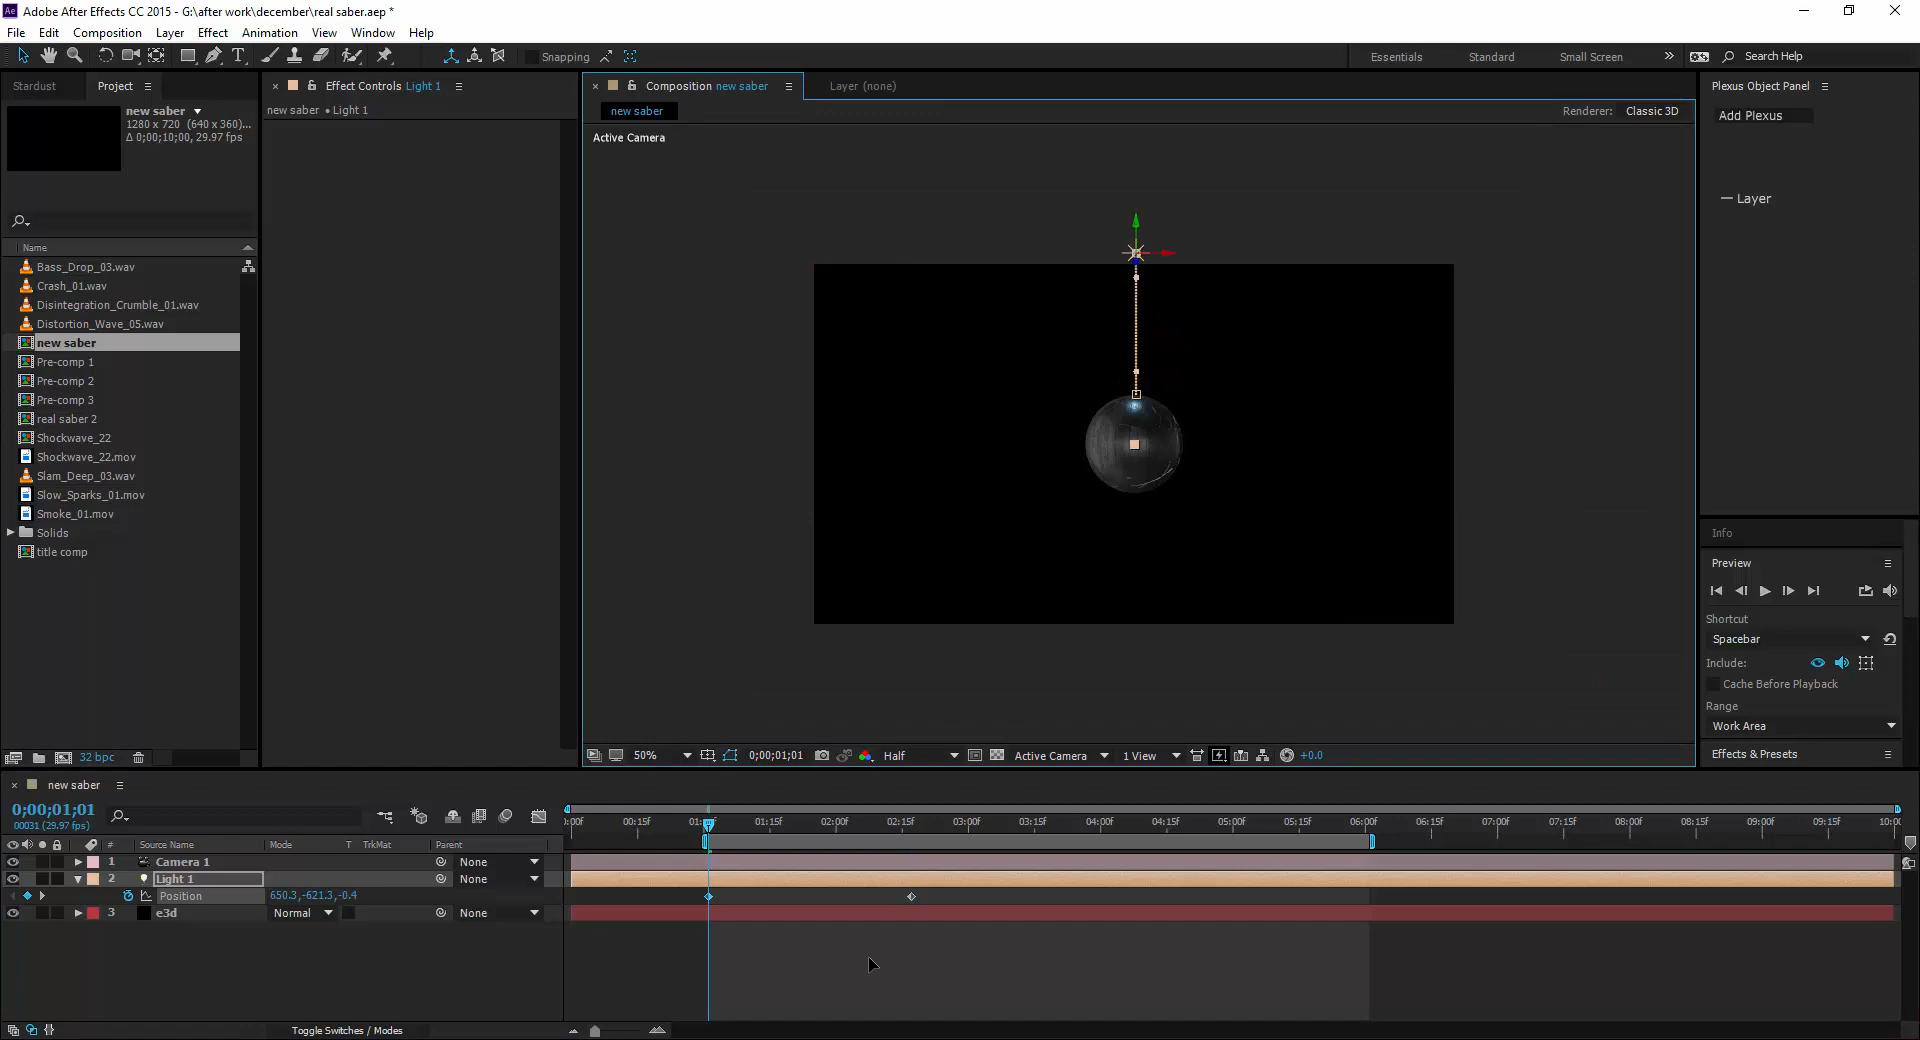 Adobe After Effects CC 2015 - G:\after work\december\real saber.aep *
File Edit Composition Layer Effect Animation View Window Help
Snapping
Essentials Standard Small Screen Search Help
Stardust Project
Effect Controls Light 1
Composition new saber
Layer (none)
Plexus Object Panel
new saber
1280 x 720 (640 x 360)...
Δ 0;00;10;00, 29.97 fps
new saber • Light 1
new saber
Renderer: Classic 3D
Add Plexus
Active Camera
Layer
Name
Bass_Drop_03.wav
Crash_01.wav
Disintegration_Crumble_01.wav
Distortion_Wave_05.wav
new saber
Pre-comp 1
Pre-comp 2
Pre-comp 3
real saber 2
Shockwave_22
Shockwave_22.mov
Slam_Deep_03.wav
Slow_Sparks_01.mov
Smoke_01.mov
Solids
title comp
Info
Preview
Shortcut
Spacebar
Include:
Cache Before Playback
Range
Work Area
Effects & Presets
32 bpc
50% 0;00;01;01 Half Active Camera 1 View +0.0
new saber
0;00;01;01
00031 (29.97 fps)
:00f 00:15f 01: 01:15f 02:00f 02:15f 03:00f 03:15f 04:00f 04:15f 05:00f 05:15f 06:00f 06:15f 07:00f 07:15f 08:00f 08:15f 09:00f 09:15f 10:00
# Source Name Mode T TrkMat Parent
1 Camera 1 None
2 Light 1 None
Position 650.3,-621.3,-0.4
3 e3d Normal None
Toggle Switches / Modes